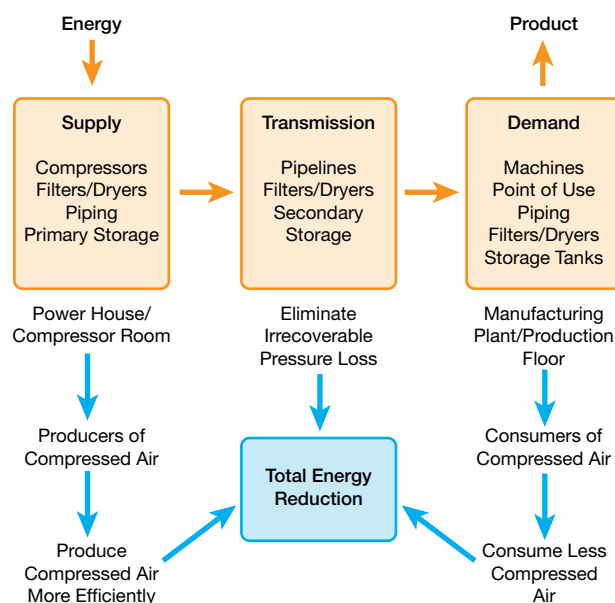 Energy
Product
Supply
Compressors
Filters/Dryers
Piping
Primary Storage
Transmission
Pipelines
Filters/Dryers
Secondary
Storage
Demand
Machines
Point of Use
Piping
Filters/Dryers
Storage Tanks
Power House/
Compressor Room
Eliminate
Irrecoverable
Pressure Loss
Manufacturing
Plant/Production
Floor
Producers of
Compressed Air
Total Energy
Reduction
Consumers of
Compressed Air
Produce
Compressed Air
More Efficiently
Consume Less
Compressed
Air